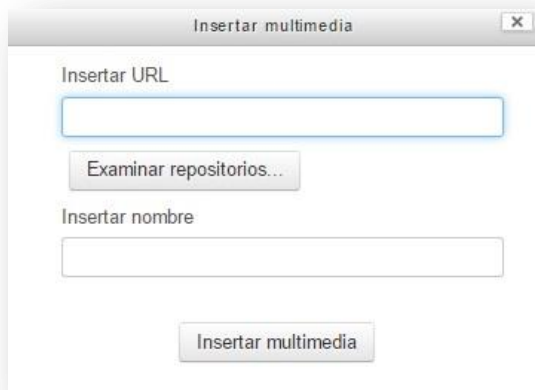 Insertar multimedia
Insertar URL
Examinar repositorios...
Insertar nombre
Insertar multimedia